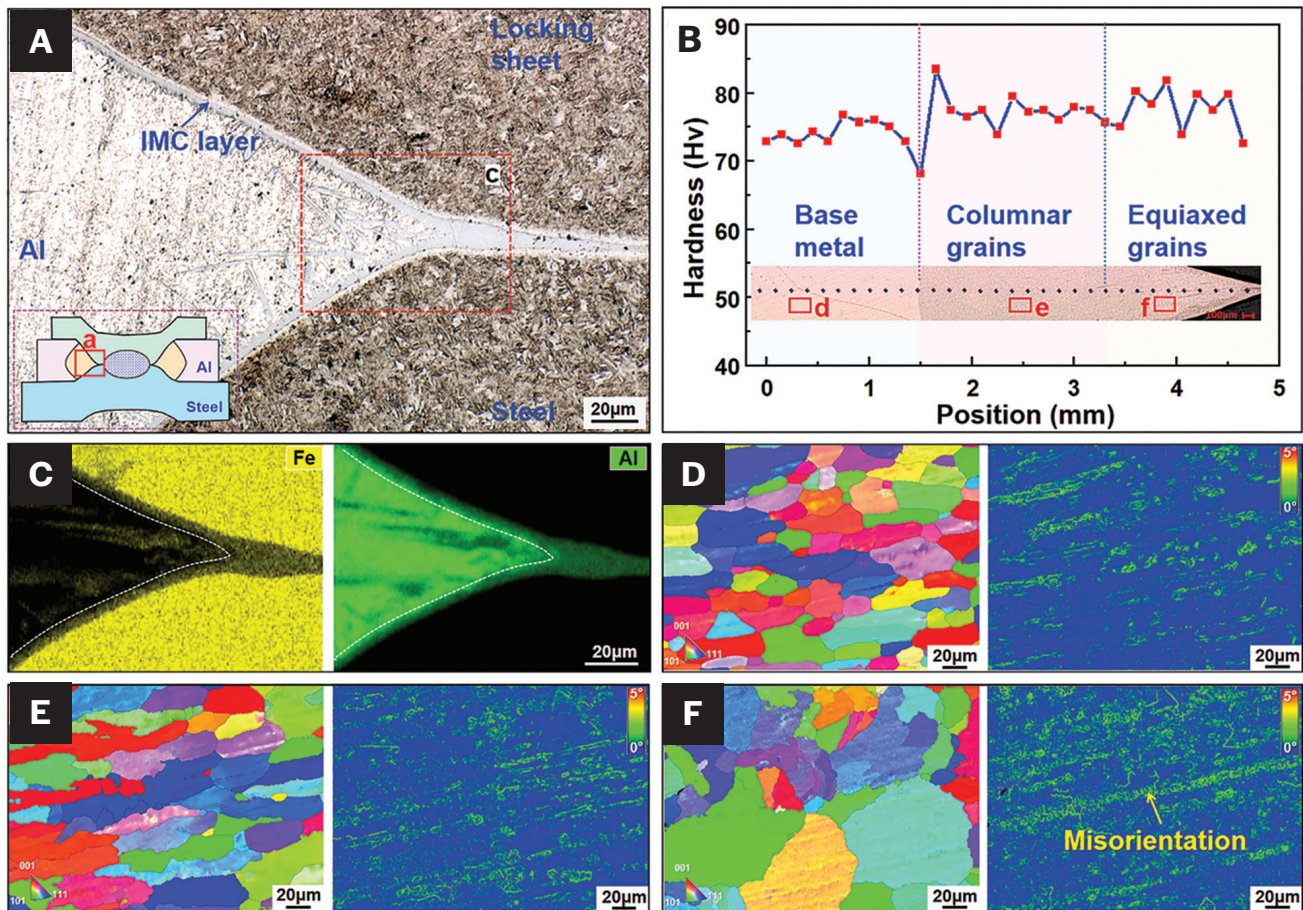 A
Locking
sheet
IMC layer
C
Al
a
Al
Steel
Steel
20μm
B
90
80
70
60
50
40
Hardness (Hv)
Base
metal
Columnar
grains
Equiaxed
grains
d
e
f
100μm
0
1
2
3
4
5
Position (mm)
C
Fe
Al
20μm
D
001
101
111
20μm
5°
0°
20μm
E
001
101
111
20μm
5°
0°
20μm
F
001
101
111
20μm
5°
0°
Misorientation
20μm